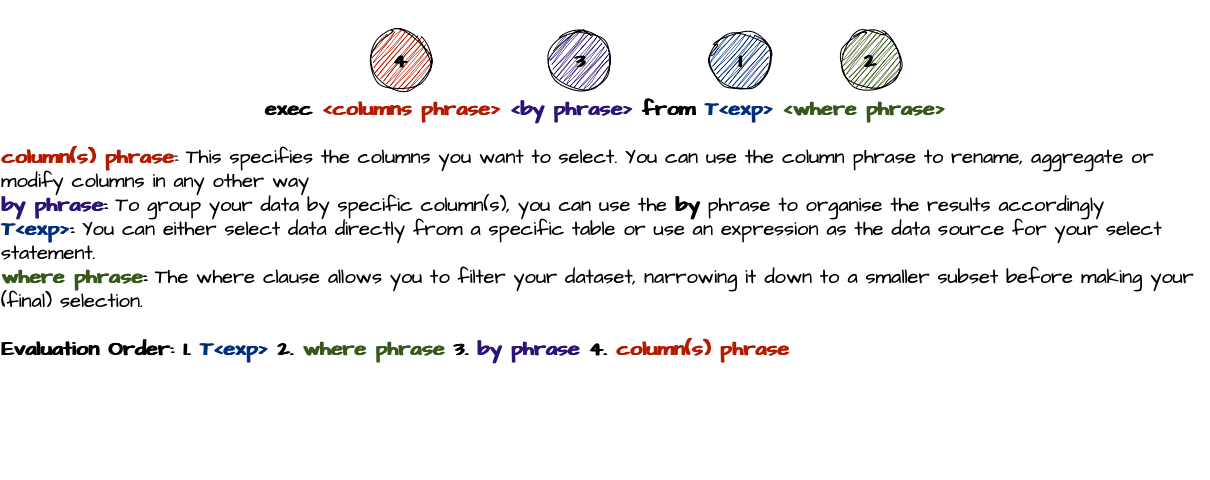 4 3 1 2
exec <columns phrase> <by phrase> from T<exp> <where phrase>
column(s) phrase: This specifies the columns you want to select. You can use the column phrase to rename, aggregate or
modify columns in any other way
by phrase: To group your data by specific column(s), you can use the by phrase to organise the results accordingly
T<exp>: You can either select data directly from a specific table or use an expression as the data source for your select
statement.
where phrase: The where clause allows you to filter your dataset, narrowing it down to a smaller subset before making your
(final) selection.
Evaluation Order: 1. T<exp> 2. where phrase 3. by phrase 4. column(s) phrase